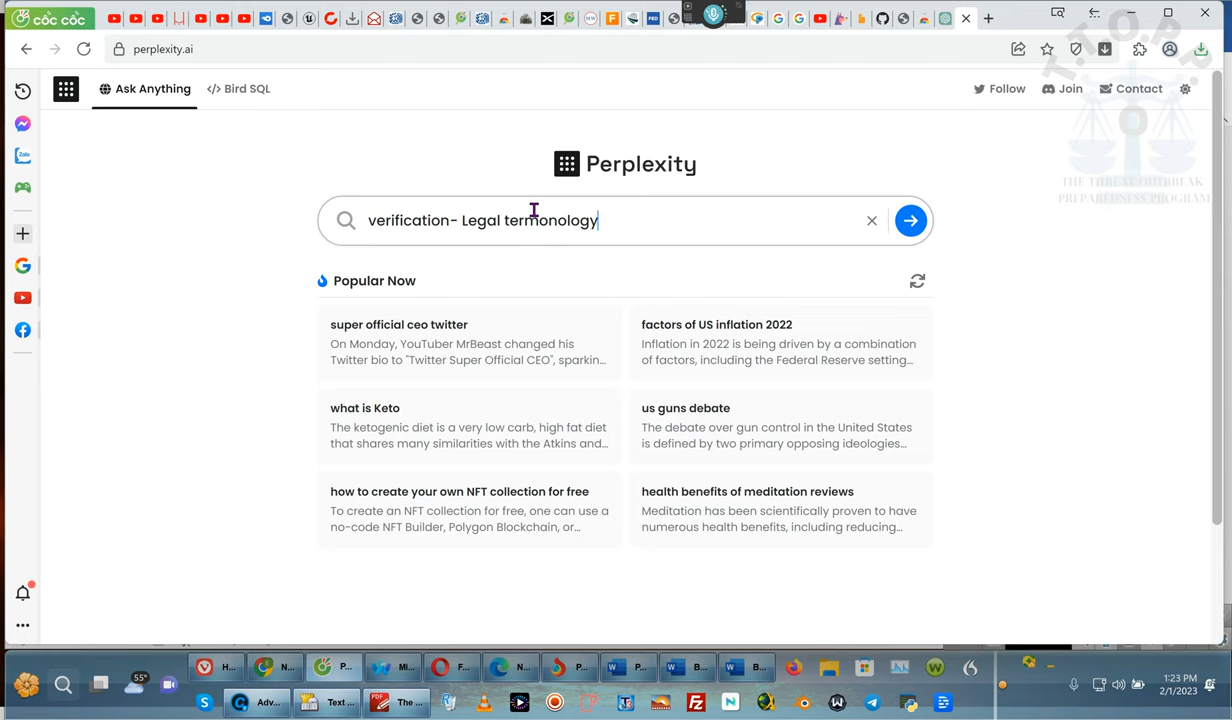 cốc cốc
NEW
F
PED
perplexity.ai
Ask Anything
</> Bird SQL
Follow
Join
Contact
T.T.O.P.P.
THE THREAT OUTBREAK
PREPAREDNESS PROGRAM
Perplexity
verification- Legal termonology
Popular Now
super official ceo twitter
On Monday, YouTuber MrBeast changed his
Twitter bio to "Twitter Super Official CEO", sparkin...
factors of US inflation 2022
Inflation in 2022 is being driven by a combination
of factors, including the Federal Reserve setting...
what is Keto
The ketogenic diet is a very low carb, high fat diet
that shares many similarities with the Atkins and...
us guns debate
The debate over gun control in the United States
is defined by two primary opposing ideologies...
how to create your own NFT collection for free
To create an NFT collection for free, one can use a
no-code NFT Builder, Polygon Blockchain, or...
health benefits of meditation reviews
Meditation has been scientifically proven to have
numerous health benefits, including reducing...
Zalo
55°
H...
N...
P...
Mi...
F...
N...
P...
P...
B...
B...
Adv...
Text ...
The ...
1:23 PM
2/1/2023